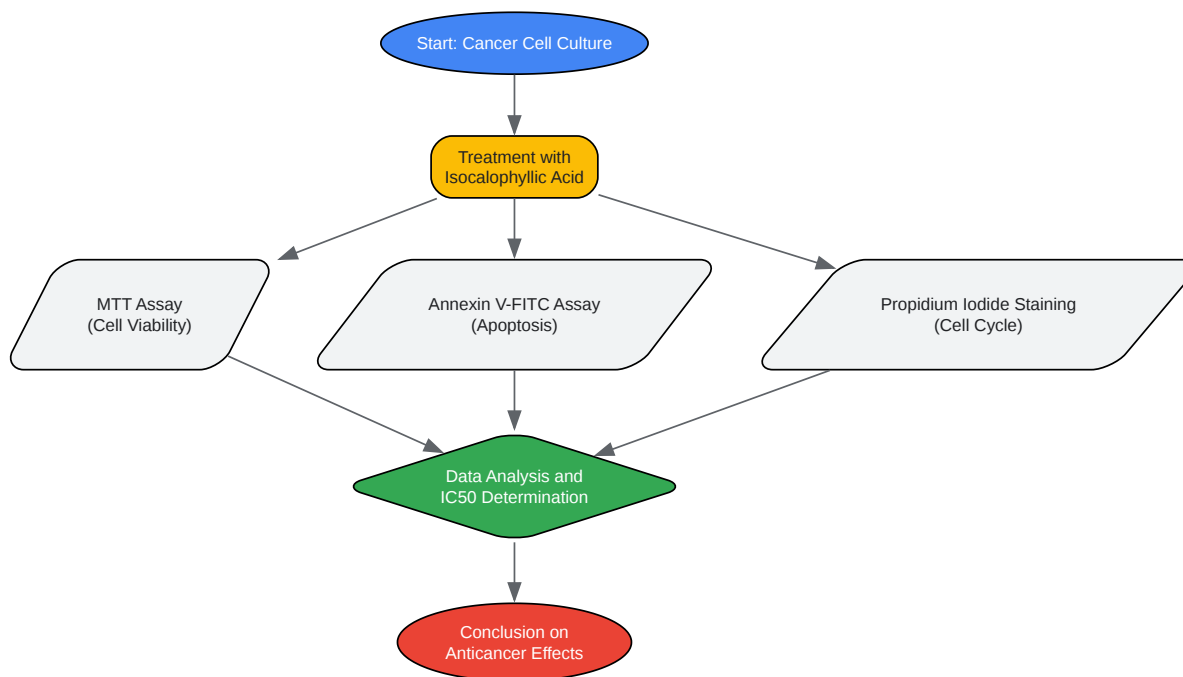 Start: Cancer Cell Culture
Treatment with
Isocalophyllic Acid
MTT Assay
(Cell Viability)
Annexin V-FITC Assay
(Apoptosis)
Propidium Iodide Staining
(Cell Cycle)
Data Analysis and
IC50 Determination
Conclusion on
Anticancer Effects